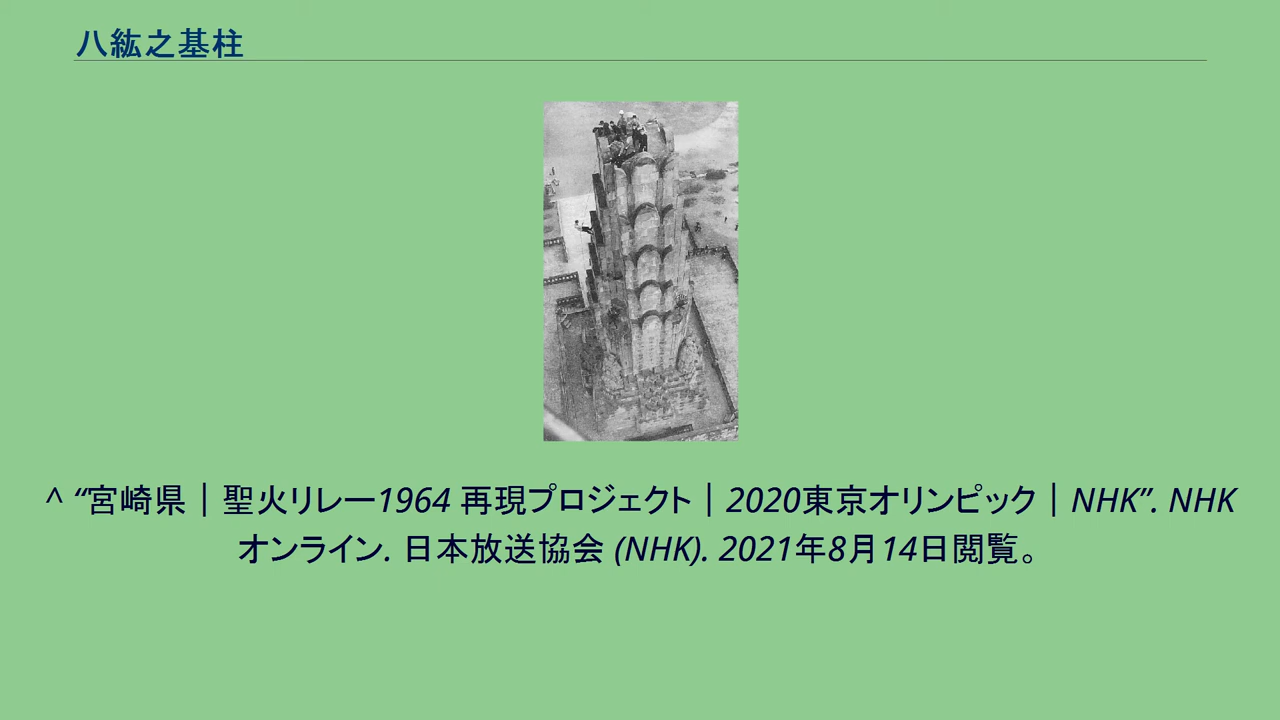 八紘之基柱
^ “宮崎県｜聖火リレー1964 再現プロジェクト｜2020東京オリンピック｜NHK”. NHK
オンライン. 日本放送協会 (NHK). 2021年8月14日閲覧。